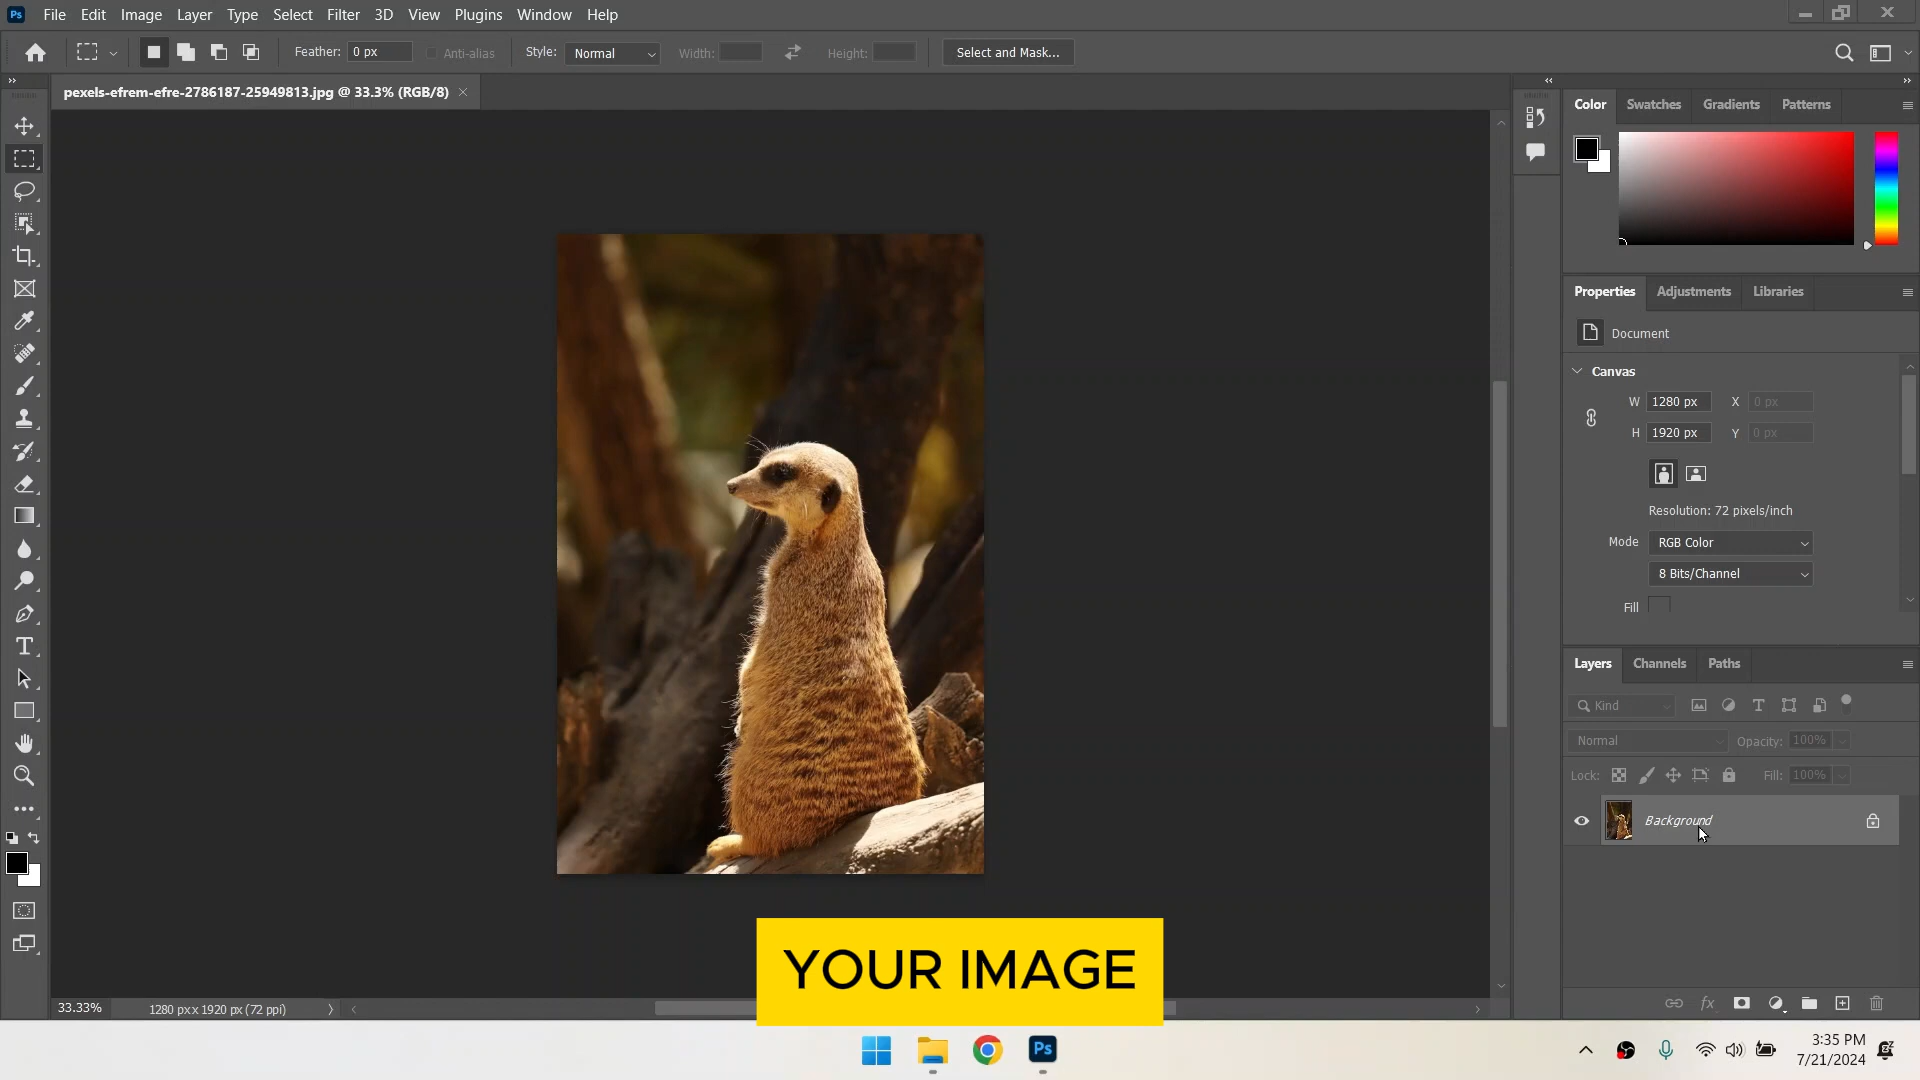 Ps File Edit Image Layer Type Select Filter 3D View Plugins Window Help
Feather: 0 px Anti-alias Style: Normal Width: Height: Select and Mask...
pexels-efrem-efre-2786187-25949813.jpg @ 33.3% (RGB/8)
Color Swatches Gradients Patterns
Properties Adjustments Libraries
Document
Canvas
W 1280 px X 0 px
H 1920 px Y 0 px
Resolution: 72 pixels/inch
Mode RGB Color
8 Bits/Channel
Fill
Layers Channels Paths
Kind
Normal Opacity: 100%
Lock: Fill: 100%
Background
fx
YOUR IMAGE
33.33% 1280 px x 1920 px (72 ppi)
Ps
3:35 PM
7/21/2024